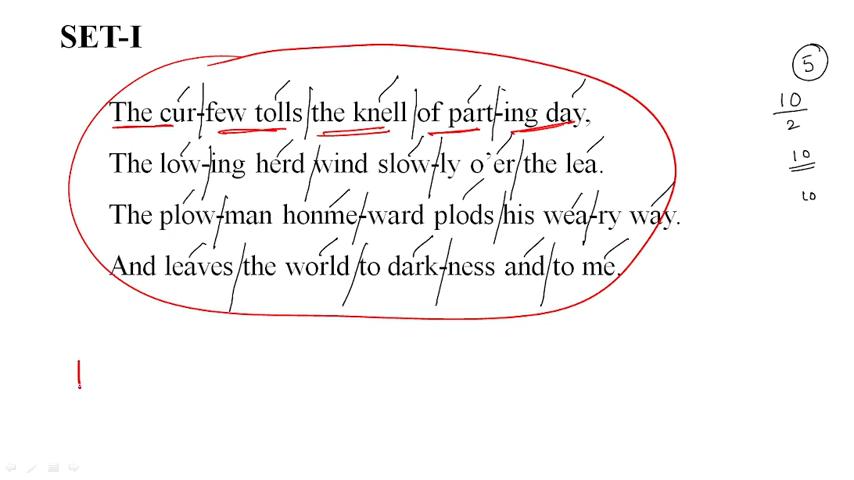 SET-I
The cur-/few tolls/the knell/of part-/ing day,
The low-/ing herd/wind slow-/ly o'er/the lea.
The plow-/man honme-/ward plods/his wea-/ry way.
And leaves/the world/to dark-/ness and/to me,
5
10
2
10
10